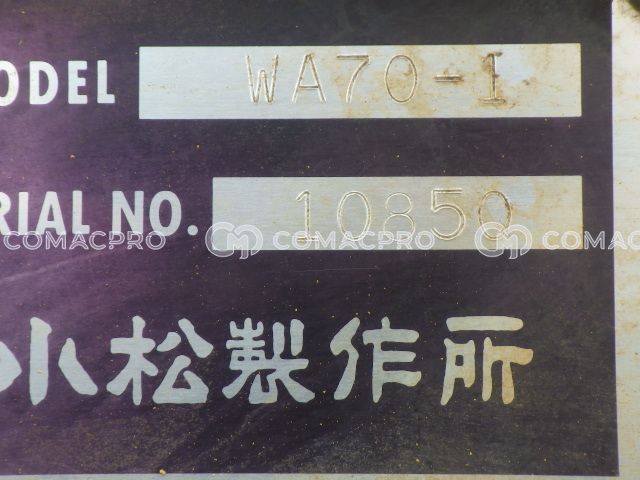 ODEL WA70-1
RIAL NO. 10850
COMACPRO COMACPRO COMAC
小松製作所